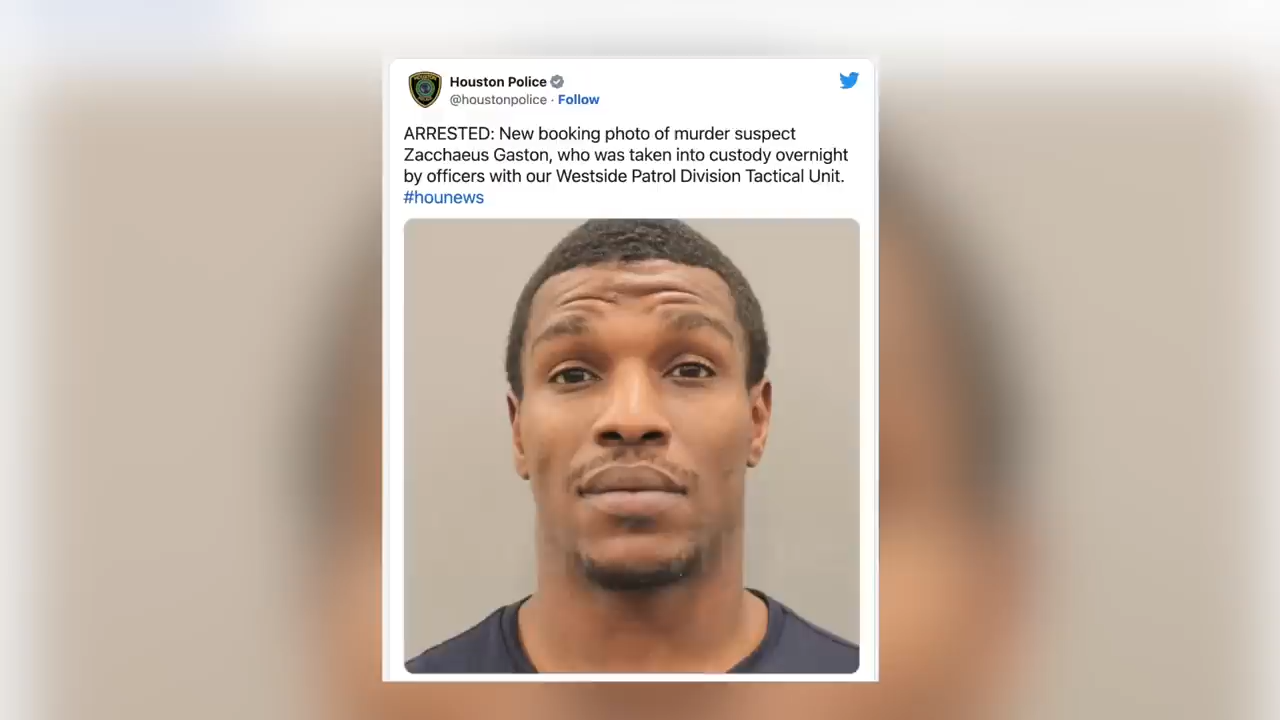 Houston Police
@houstonpolice · Follow
ARRESTED: New booking photo of murder suspect
Zacchaeus Gaston, who was taken into custody overnight
by officers with our Westside Patrol Division Tactical Unit.
#hounews